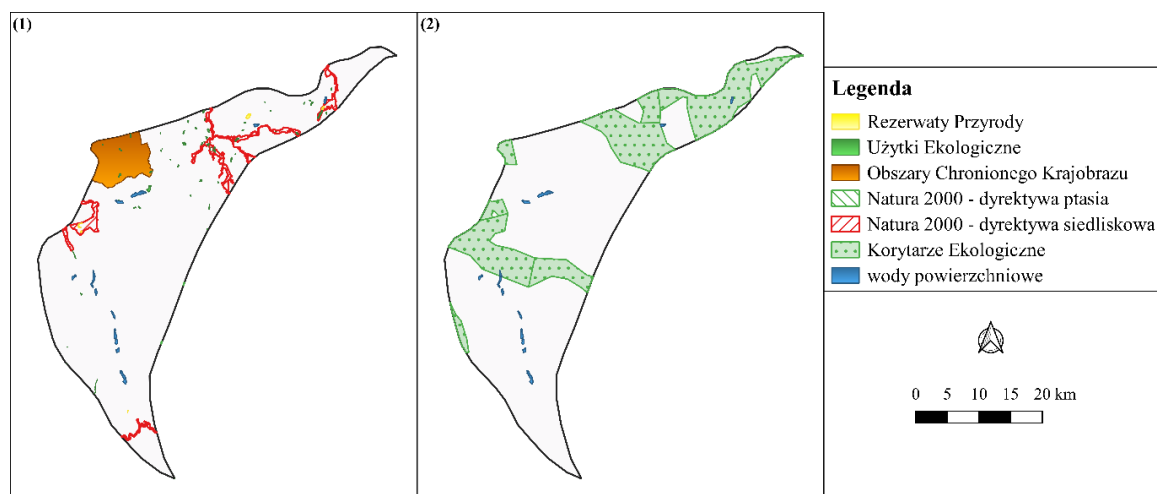 (1)
(2)
Legenda
Rezerwaty Przyrody
Użytki Ekologiczne
Obszary Chronionego Krajobrazu
Natura 2000 - dyrektywa ptasia
Natura 2000 - dyrektywa siedliskowa
Korytarze Ekologiczne
wody powierzchniowe
0 5 10 15 20 km